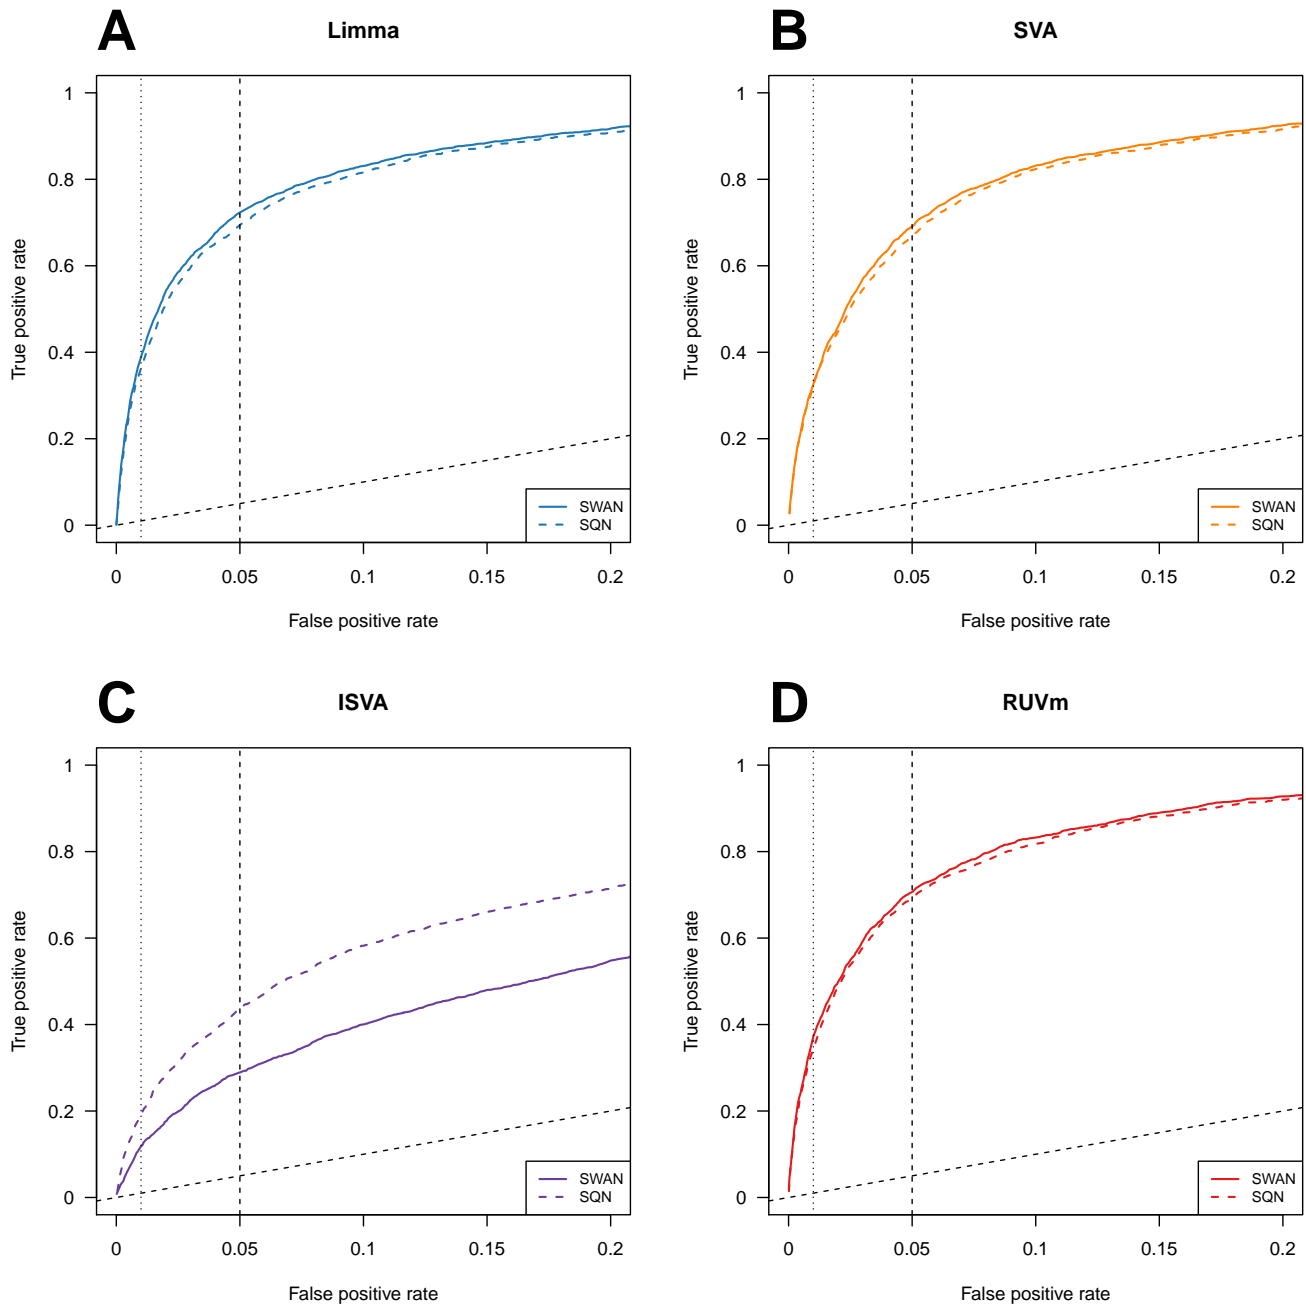 A
Limma
True positive rate
1
0.8
0.6
0.4
0.2
0
0
0.05
0.1
0.15
0.2
False positive rate
SWAN
SQN
B
SVA
True positive rate
1
0.8
0.6
0.4
0.2
0
0
0.05
0.1
0.15
0.2
False positive rate
SWAN
SQN
C
ISVA
True positive rate
1
0.8
0.6
0.4
0.2
0
0
0.05
0.1
0.15
0.2
False positive rate
SWAN
SQN
D
RUVm
True positive rate
1
0.8
0.6
0.4
0.2
0
0
0.05
0.1
0.15
0.2
False positive rate
SWAN
SQN